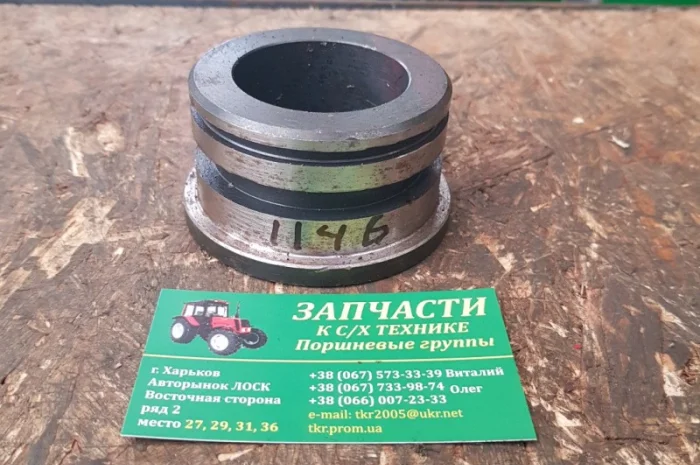 114Б
ЗАПЧАСТИ
К С/Х ТЕХНИКЕ
Поршневые группы
г. Харьков
Авторынок ЛОСК
Восточная сторона
ряд 2
место 27, 29, 31, 36
+38 (067) 573-33-39 Виталий
+38 (067) 733-98-74 Олег
+38 (066) 007-23-33
e-mail: tkr2005@ukr.net
tkr.prom.ua